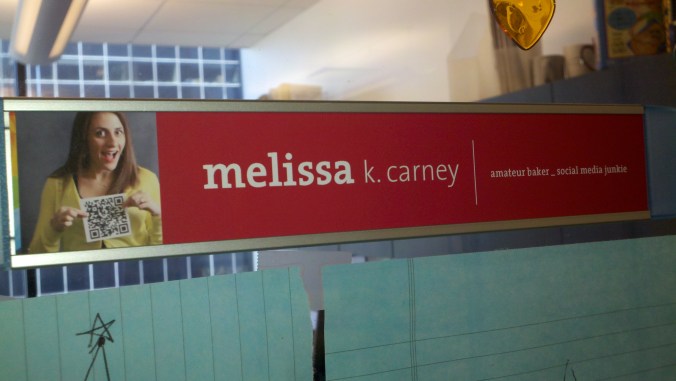 melissa k. carney | amateur baker _ social media junkie